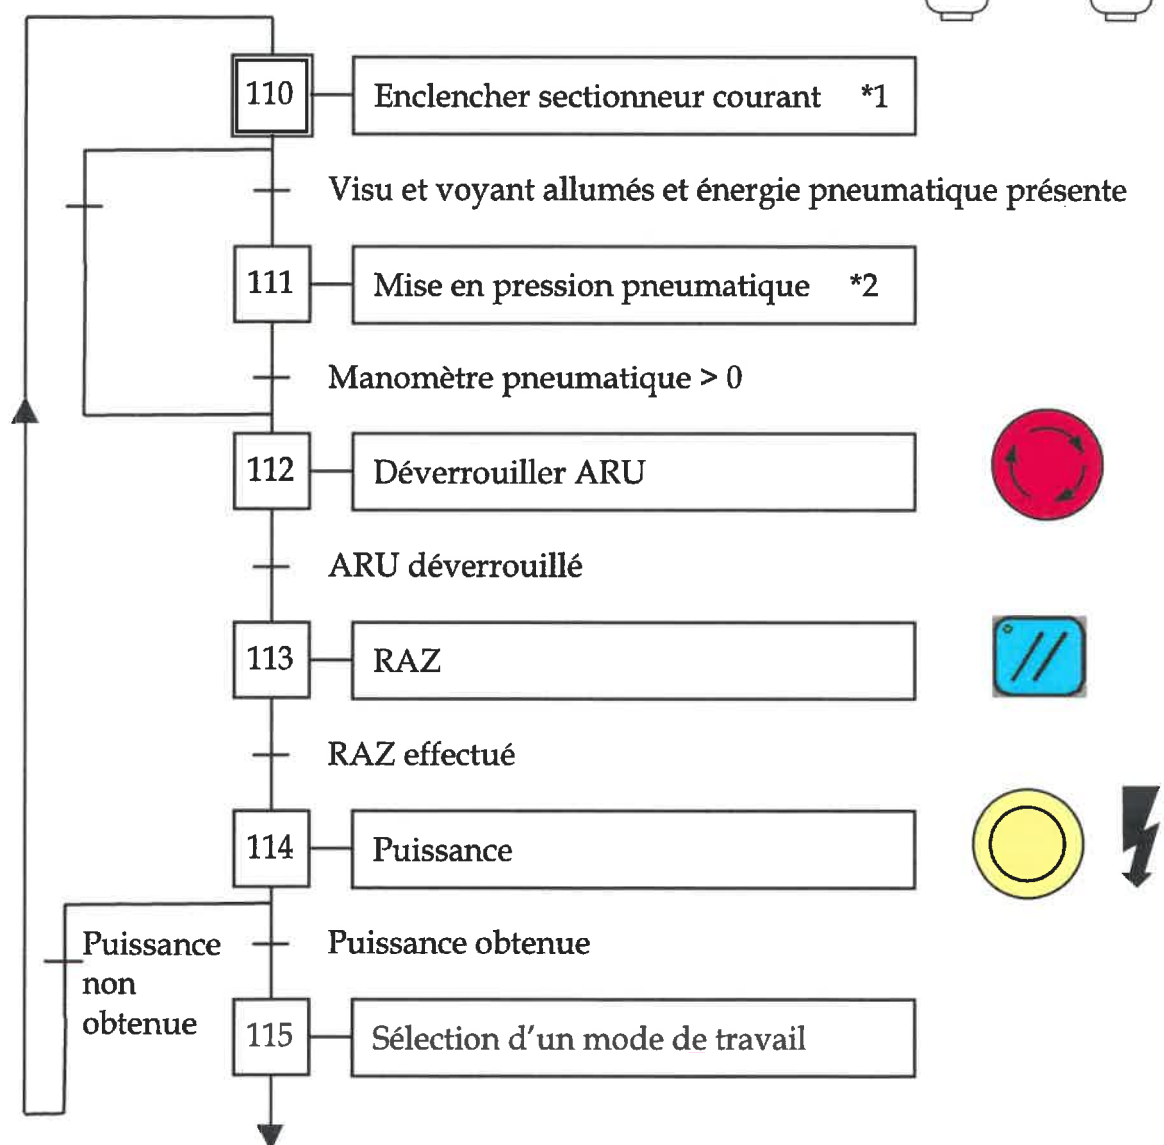 110 Enclencher sectionneur courant *1
Visu et voyant allumés et énergie pneumatique présente
111 Mise en pression pneumatique *2
Manomètre pneumatique > 0
112 Déverrouiller ARU
ARU déverrouillé
113 RAZ
RAZ effectué
114 Puissance
Puissance
non
obtenue
Puissance obtenue
115 Sélection d'un mode de travail